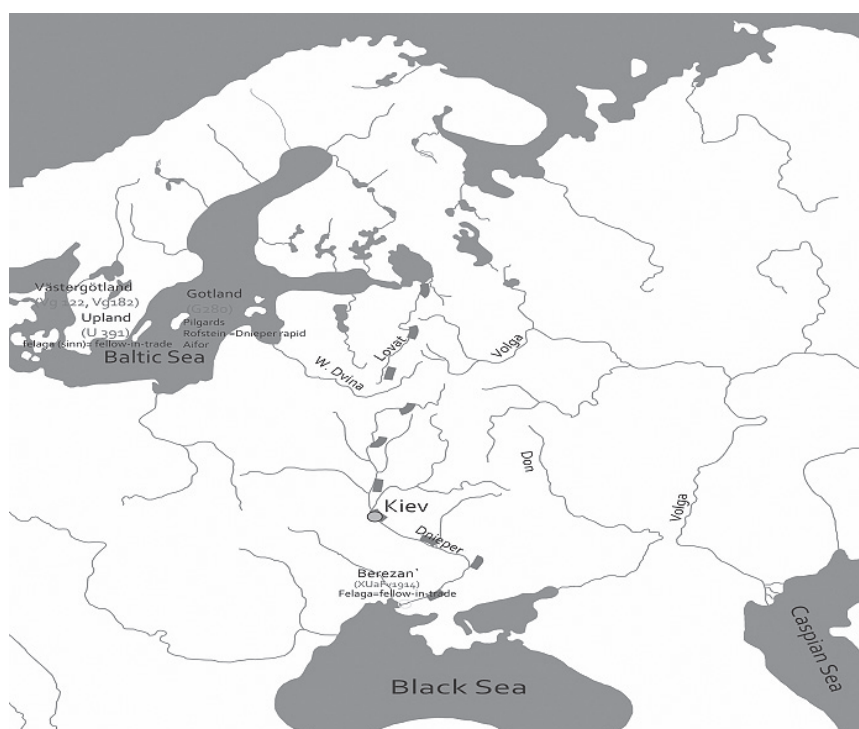 Västergötland
(Vg 122, Vg182)
Upland
(U 391)
felaga (sinn)= fellow-in-trade
Baltic Sea
Gotland
(G280)
Pilgards
Rofstein =Dnieper rapid
Aifor
W. Dvina
Lovat
Volga
Don
Volga
Kiev
Dnieper
Berezan'
Felaga=fellow-in-trade
Black Sea
Caspian Sea